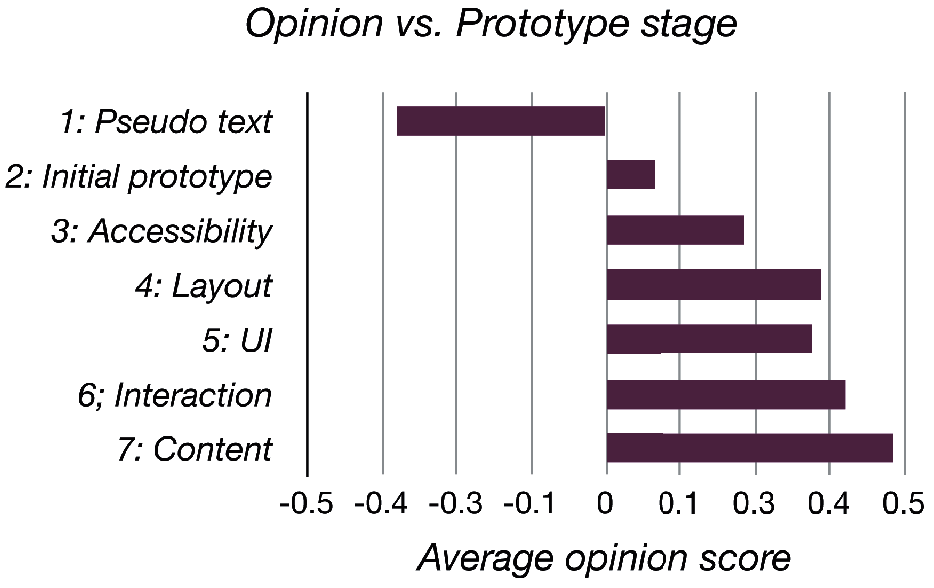 Opinion vs. Prototype stage
1: Pseudo text
2: Initial prototype
3: Accessibility
4: Layout
5: UI
6; Interaction
7: Content
-0.5 -0.4 -0.3 -0.1 0 0.1 0.3 0.4 0.5
Average opinion score